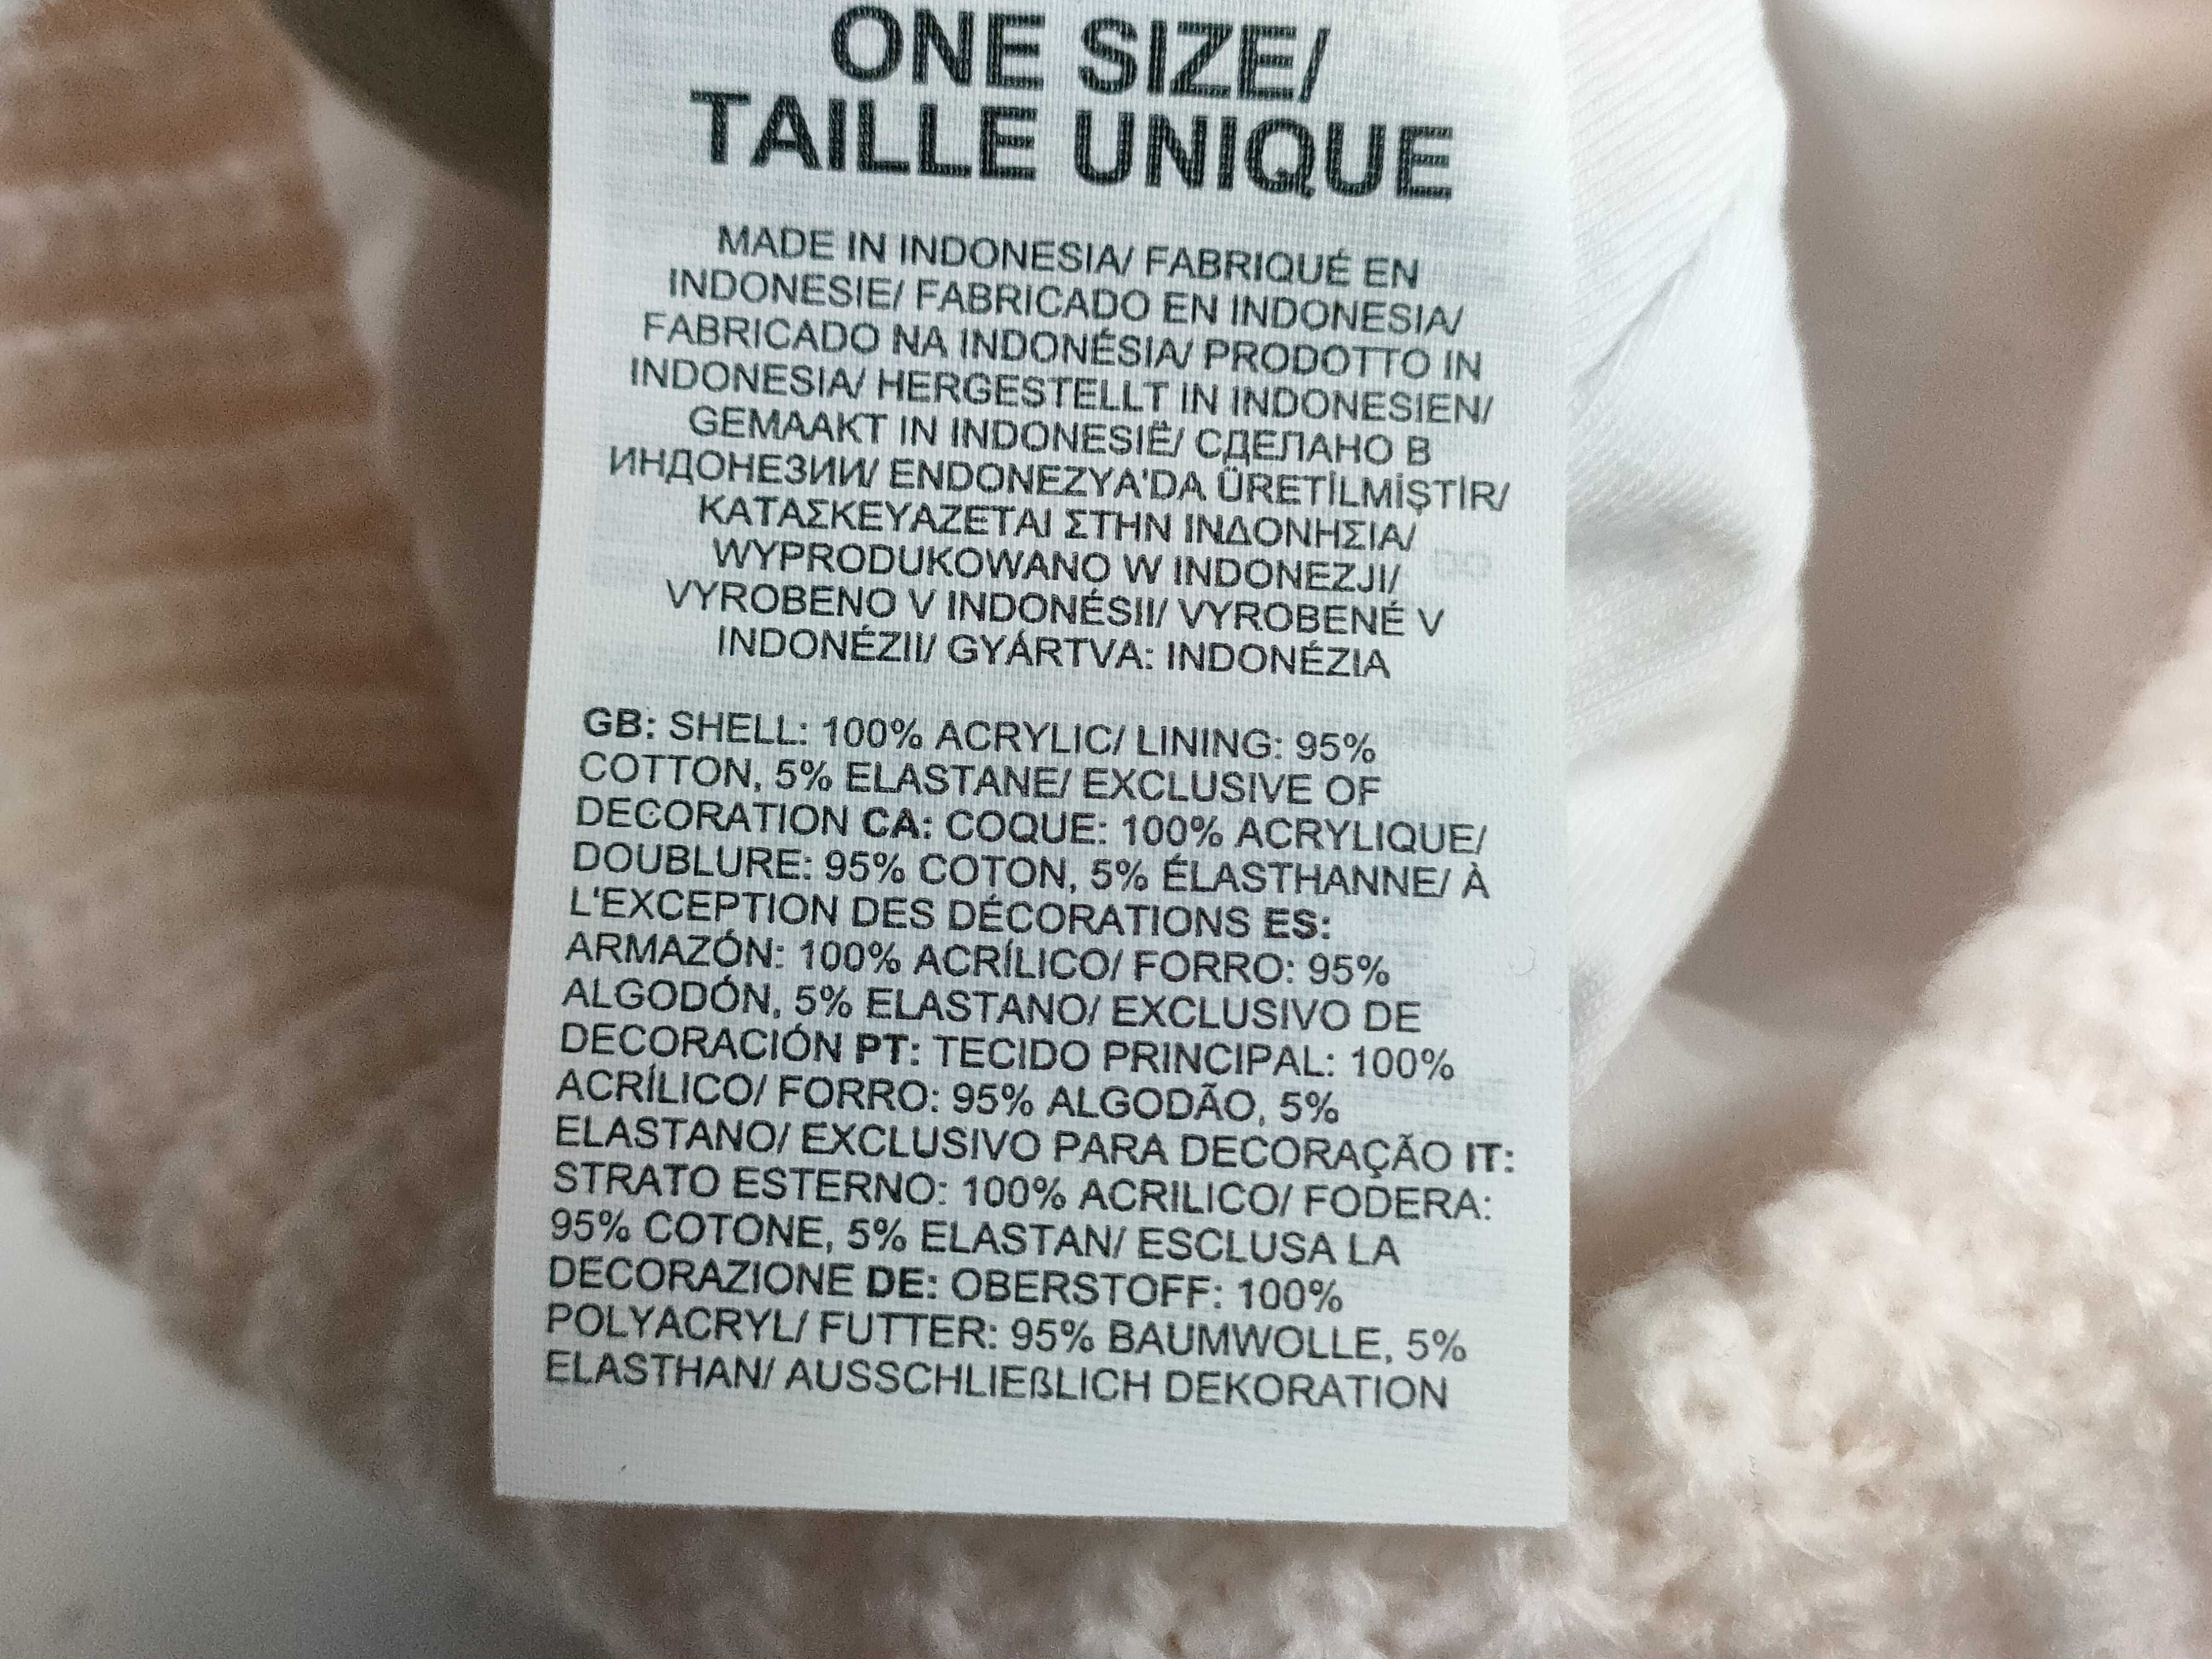 ONE SIZE/
TAILLE UNIQUE
MADE IN INDONESIA/ FABRIQUÉ EN
INDONESIE/ FABRICADO EN INDONESIA/
FABRICADO NA INDONÉSIA/ PRODOTTO IN
INDONESIA/ HERGESTELLT IN INDONESIEN/
GEMAAKT IN INDONESIË/ СДЕЛАНО В
ИНДОНЕЗИИ/ ENDONEZYA'DA ÜRETİLMİŞTİR/
ΚΑΤΑΣΚΕΥΑΖΕΤΑΙ ΣΤΗΝ ΙΝΔΟΝΗΣΙΑ/
WYPRODUKOWANO W INDONEZJI/
VYROBENO V INDONÉSII/ VYROBENÉ V
INDONÉZII/ GYÁRTVA: INDONÉZIA
GB: SHELL: 100% ACRYLIC/ LINING: 95%
COTTON, 5% ELASTANE/ EXCLUSIVE OF
DECORATION CA: COQUE: 100% ACRYLIQUE/
DOUBLURE: 95% COTON, 5% ÉLASTHANNE/ À
L'EXCEPTION DES DÉCORATIONS ES:
ARMAZÓN: 100% ACRÍLICO/ FORRO: 95%
ALGODÓN, 5% ELASTANO/ EXCLUSIVO DE
DECORACIÓN PT: TECIDO PRINCIPAL: 100%
ACRÍLICO/ FORRO: 95% ALGODÃO, 5%
ELASTANO/ EXCLUSIVO PARA DECORAÇÃO IT:
STRATO ESTERNO: 100% ACRILICO/ FODERA:
95% COTONE, 5% ELASTAN/ ESCLUSA LA
DECORAZIONE DE: OBERSTOFF: 100%
POLYACRYL/ FUTTER: 95% BAUMWOLLE, 5%
ELASTHAN/ AUSSCHLIEßLICH DEKORATION